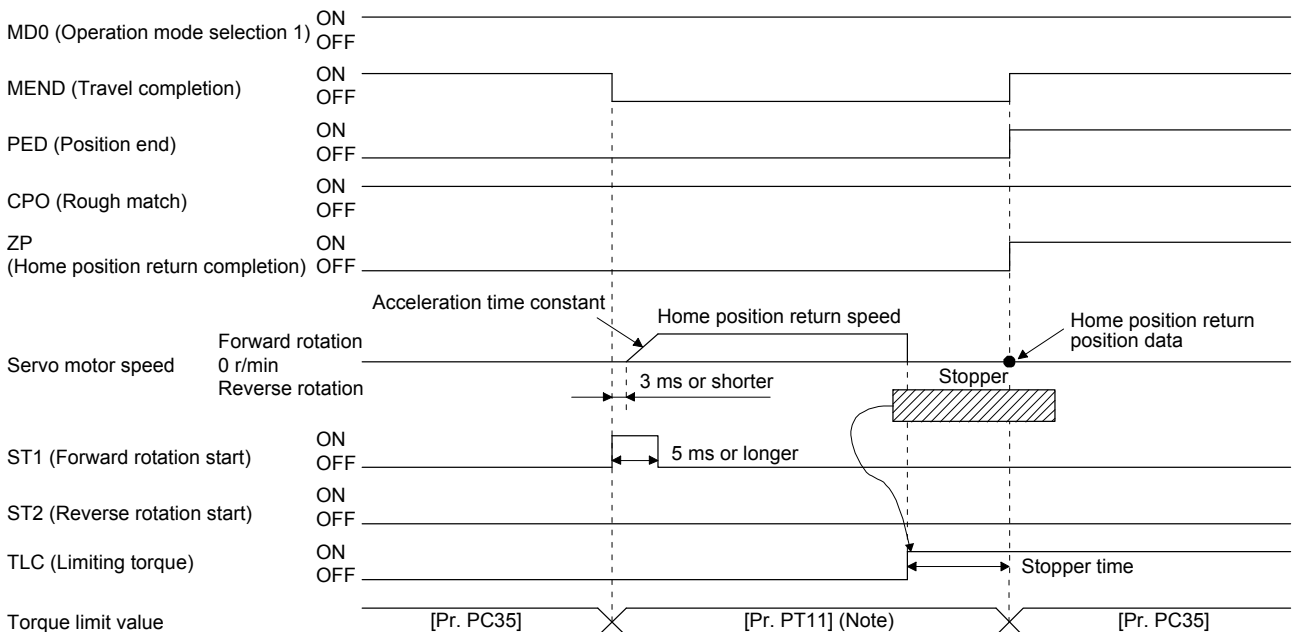 MD0 (Operation mode selection 1)
ON
OFF
MEND (Travel completion)
ON
OFF
PED (Position end)
ON
OFF
CPO (Rough match)
ON
OFF
ZP
(Home position return completion)
ON
OFF
Acceleration time constant
Home position return speed
Home position return
position data
Servo motor speed
Forward rotation
0 r/min
Reverse rotation
3 ms or shorter
Stopper
ST1 (Forward rotation start)
ON
OFF
5 ms or longer
ST2 (Reverse rotation start)
ON
OFF
TLC (Limiting torque)
ON
OFF
Stopper time
Torque limit value
[Pr. PC35]
[Pr. PT11] (Note)
[Pr. PC35]